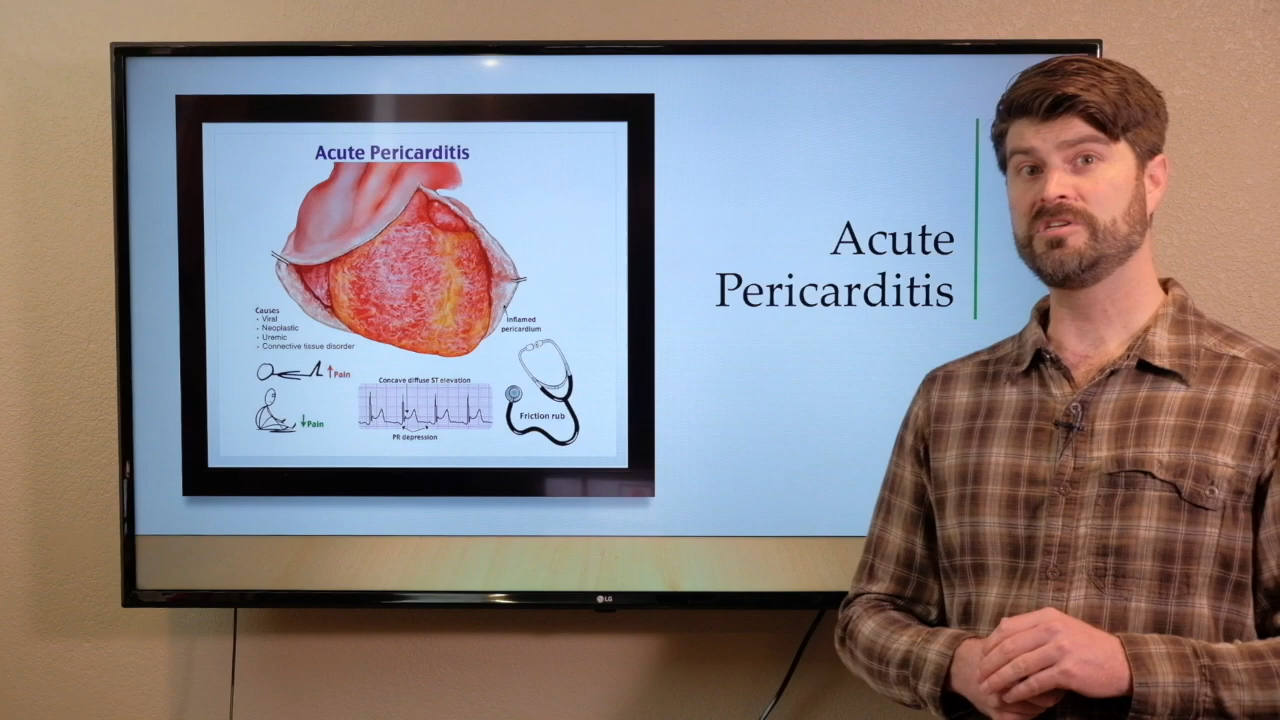 Acute Pericarditis
Causes
- Viral
- Neoplastic
- Uremic
- Connective tissue disorder
Inflamed
pericardium
↑Pain
↓Pain
Concave diffuse ST elevation
PR depression
Friction rub
Acute
Pericarditis
LG